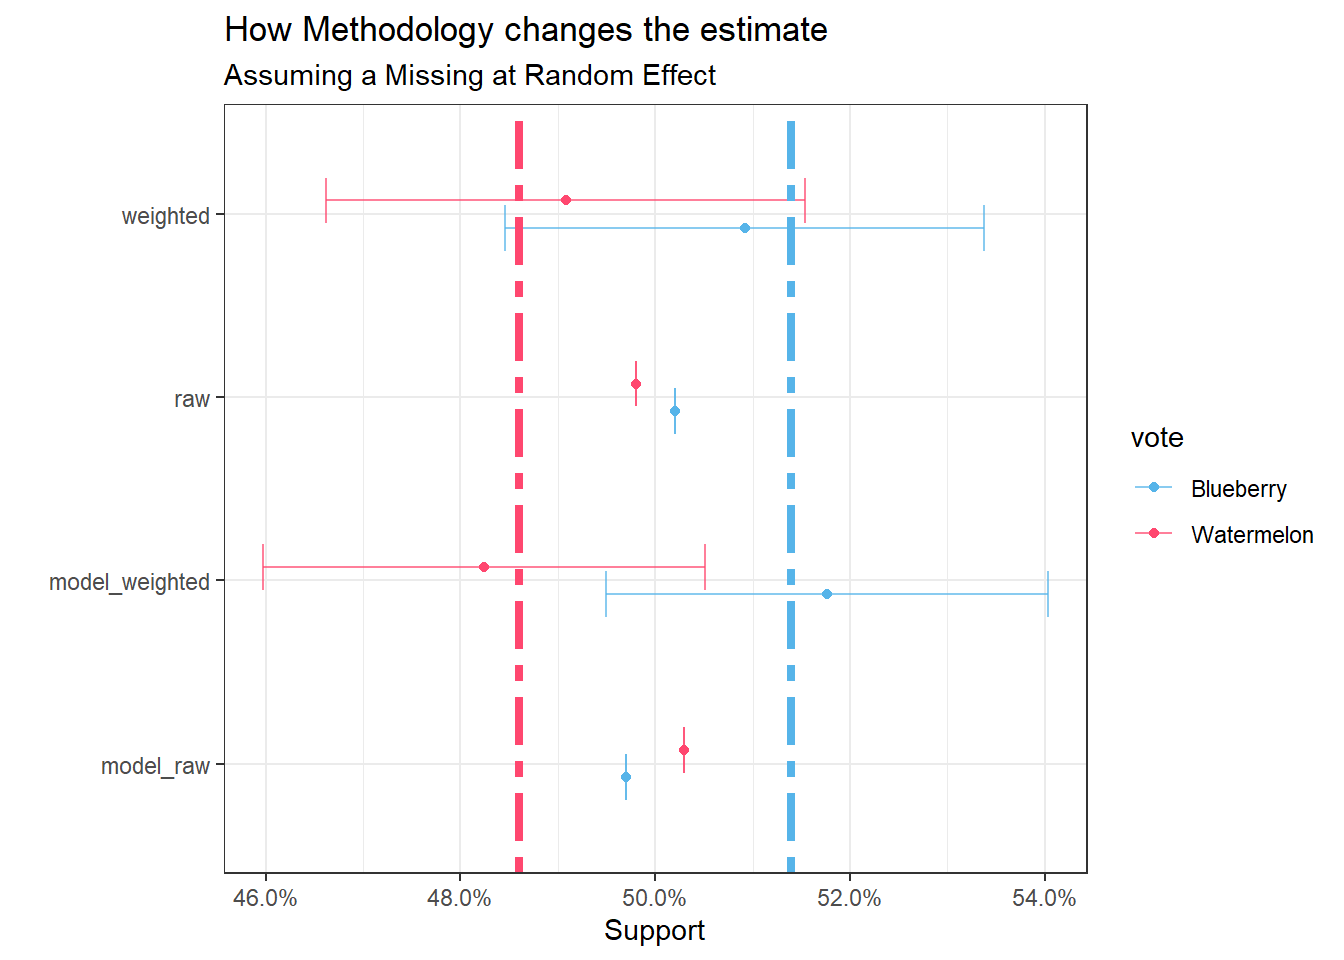 How Methodology changes the estimate
Assuming a Missing at Random Effect
weighted
raw
model_weighted
model_raw
46.0% 48.0% 50.0% 52.0% 54.0%
Support
vote
Blueberry
Watermelon